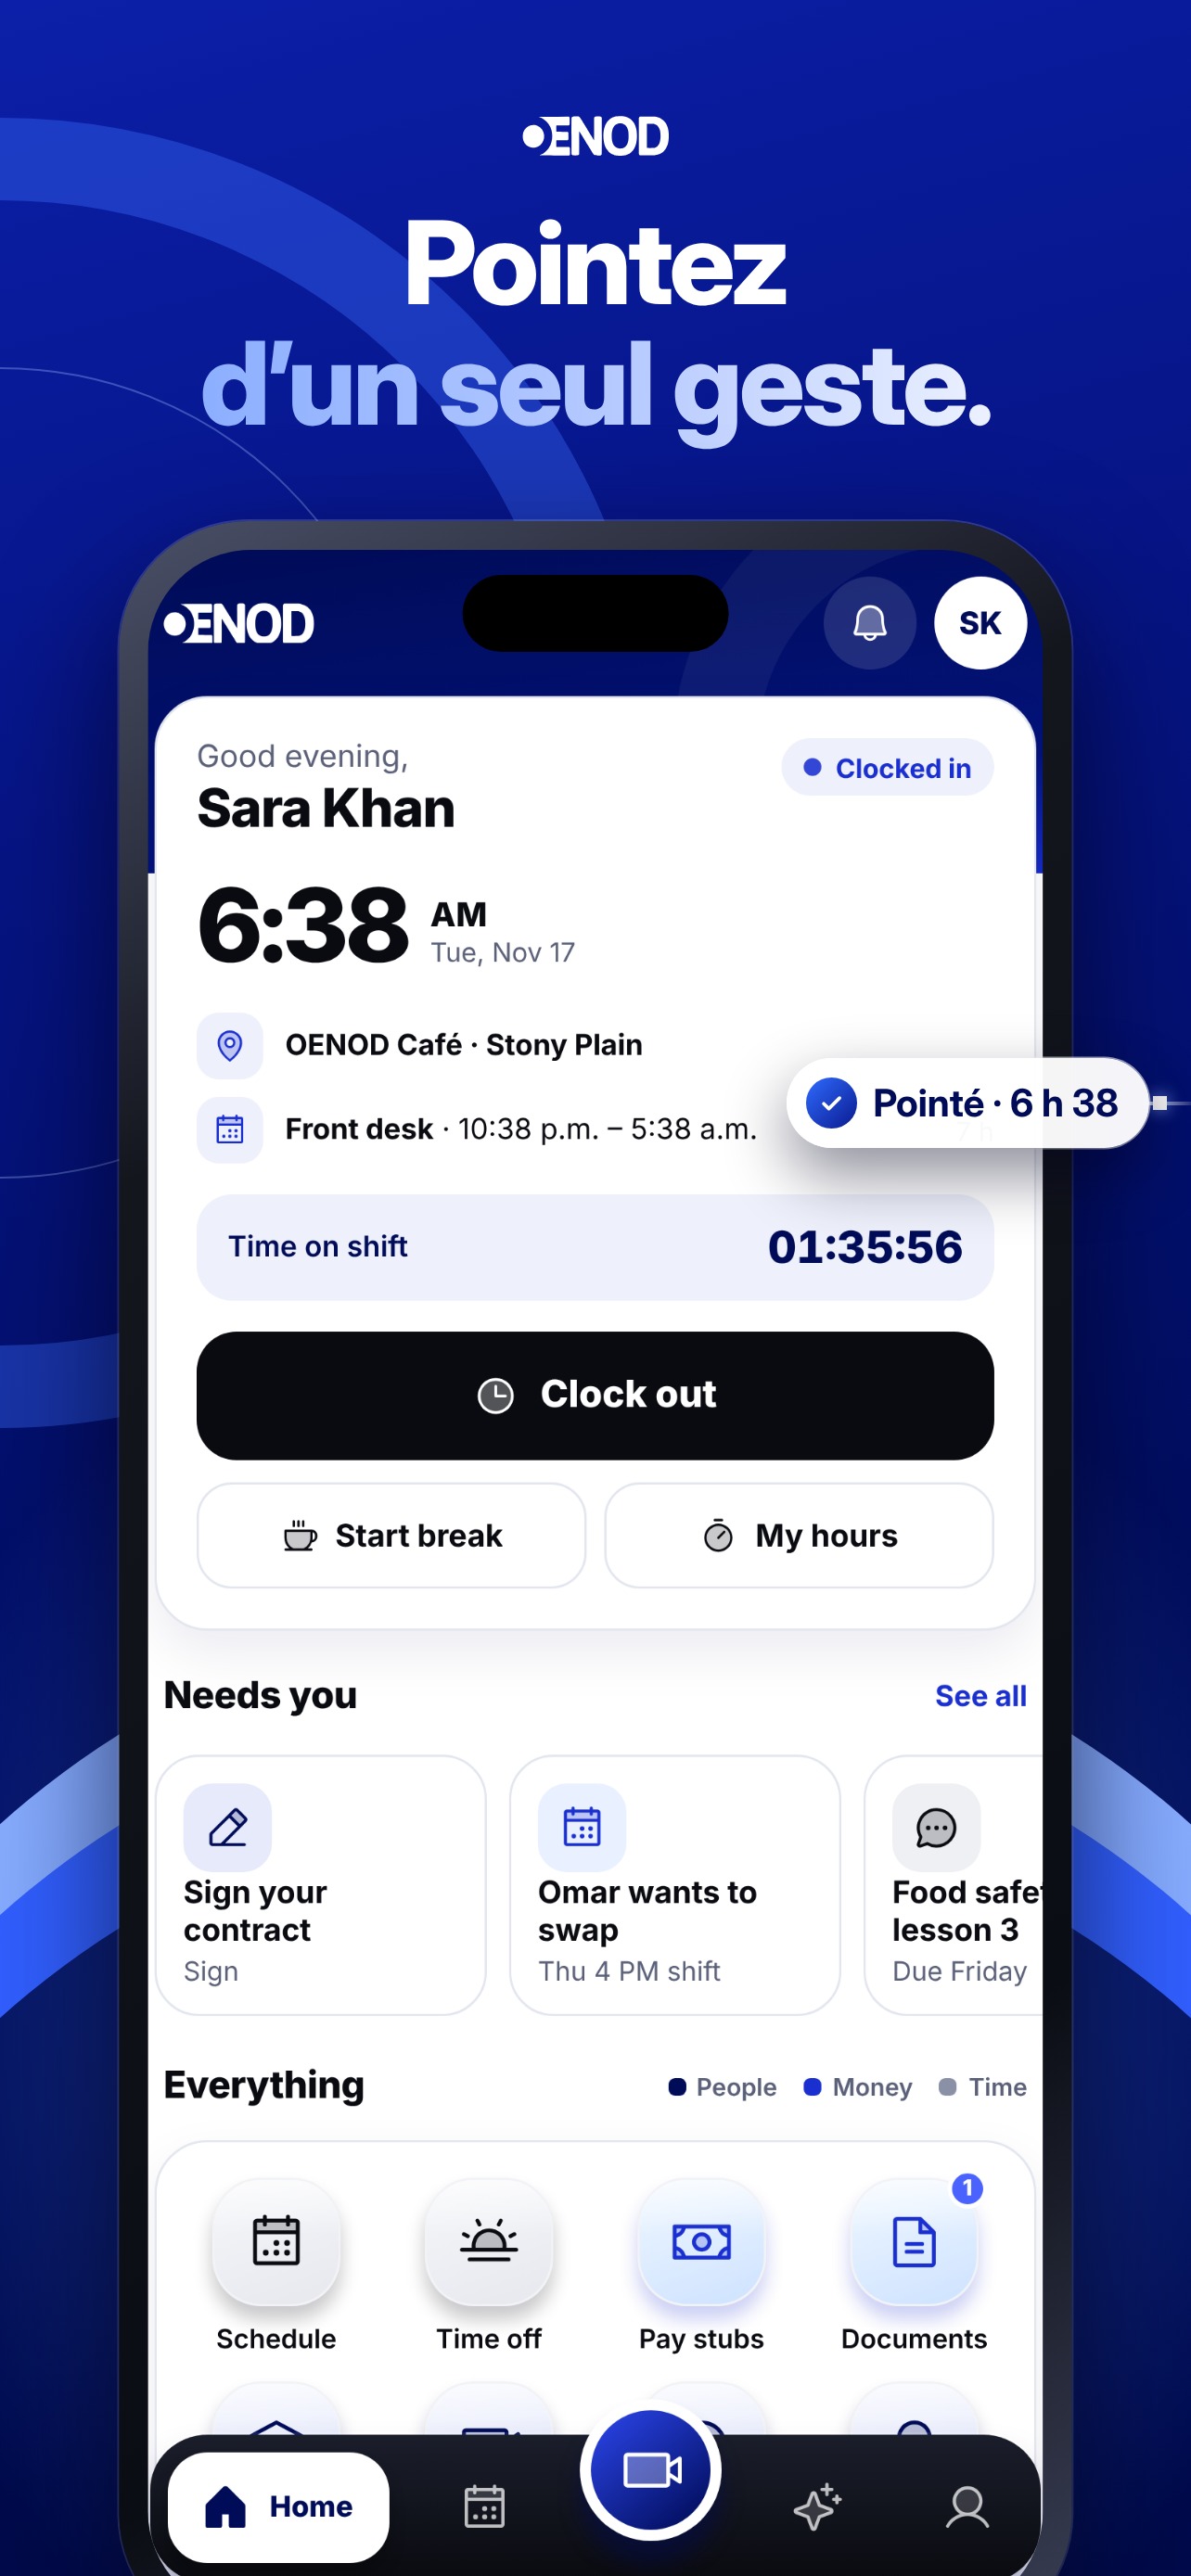 OENOD
Pointez
d'un seul geste.
OENOD
SK
Good evening,
Clocked in
Sara Khan
6:38 AM
Tue, Nov 17
OENOD Café · Stony Plain
Pointé · 6 h 38
Front desk · 10:38 p.m. – 5:38 a.m.
7 h
Time on shift 01:35:56
Clock out
Start break My hours
Needs you See all
Sign your
contract
Sign
Omar wants to
swap
Thu 4 PM shift
lesson 3
Due Friday
Everything People Money Time
1
Schedule Time off Pay stubs Documents
Home